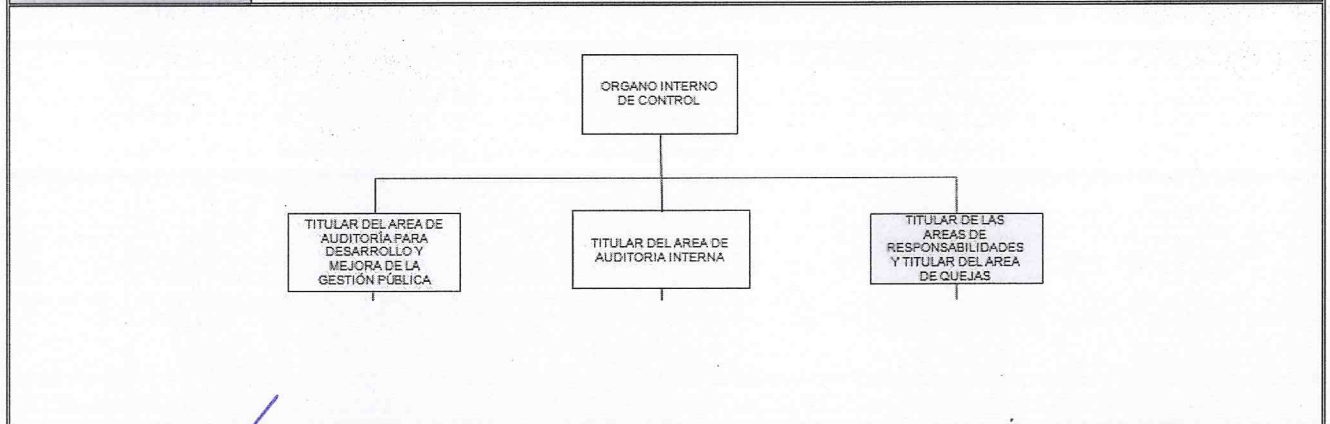 ORGANO INTERNO
DE CONTROL
TITULAR DEL AREA DE
AUDITORÍA PARA
DESARROLLO Y
MEJORA DE LA
GESTIÓN PÚBLICA
TITULAR DEL AREA DE
AUDITORIA INTERNA
TITULAR DE LAS
AREAS DE
RESPONSABILIDADES
Y TITULAR DEL AREA
DE QUEJAS